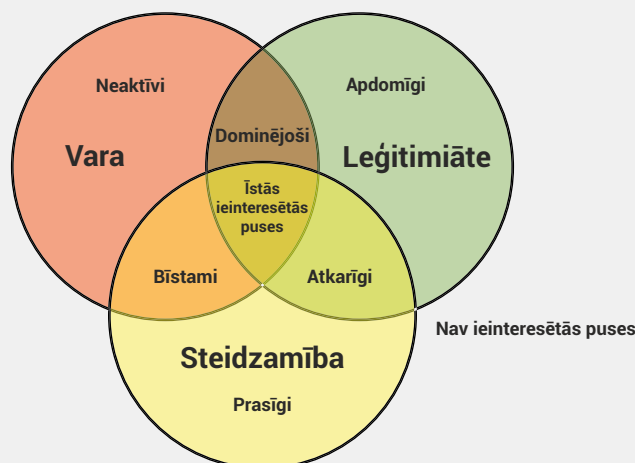 Neaktīvi
Apdomīgi
Dominējoši
Vara
Leģitimiāte
Īstās
ieinteresētās
puses
Bīstami
Atkarīgi
Nav ieinteresētās puses
Steidzamība
Prasīgi